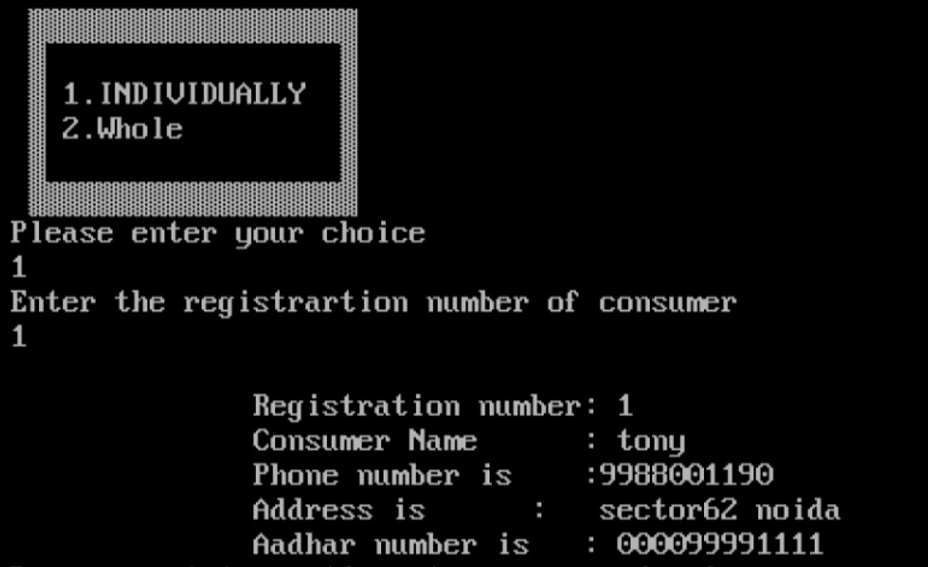 1.INDIVIDUALLY
2.Whole
Please enter your choice
1
Enter the registrartion number of consumer
1
Registration number: 1
Consumer Name : tony
Phone number is :9988001190
Address is : sector62 noida
Aadhar number is : 000099991111